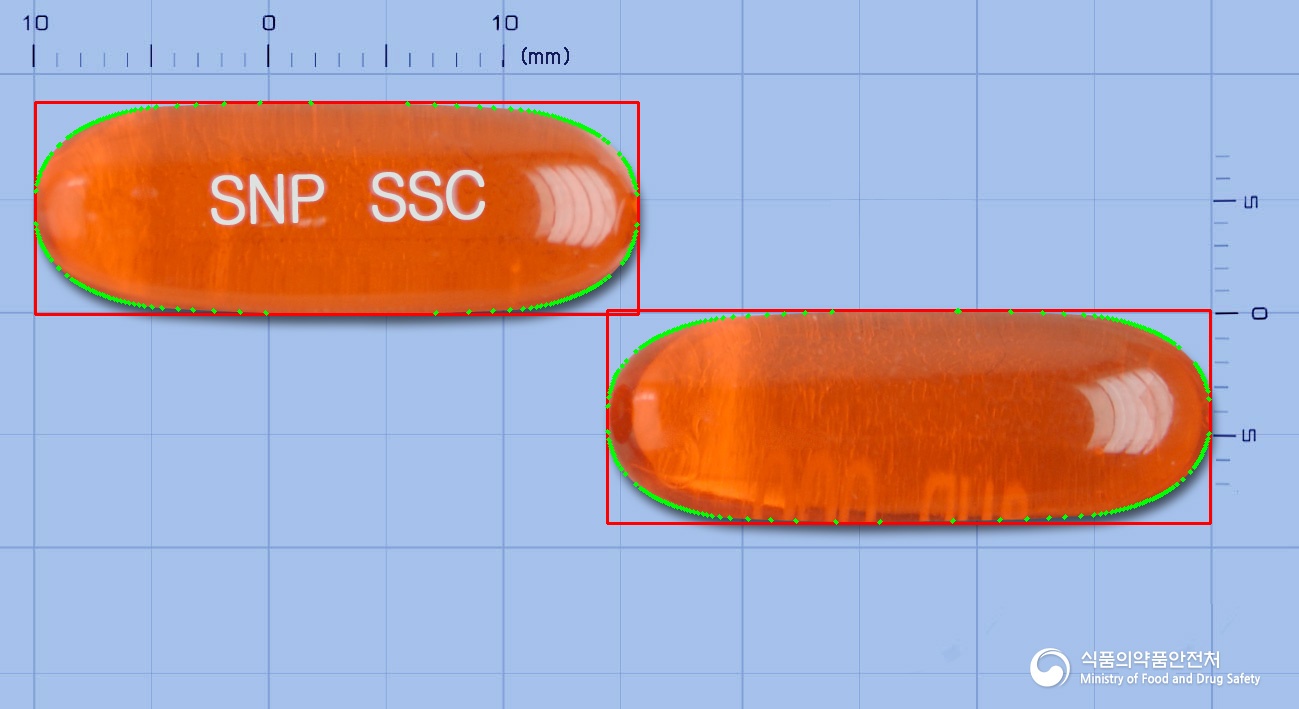 10 0 10 (mm)
SNP SSC
5
0
5
식품의약품안전처
Ministry of Food and Drug Safety